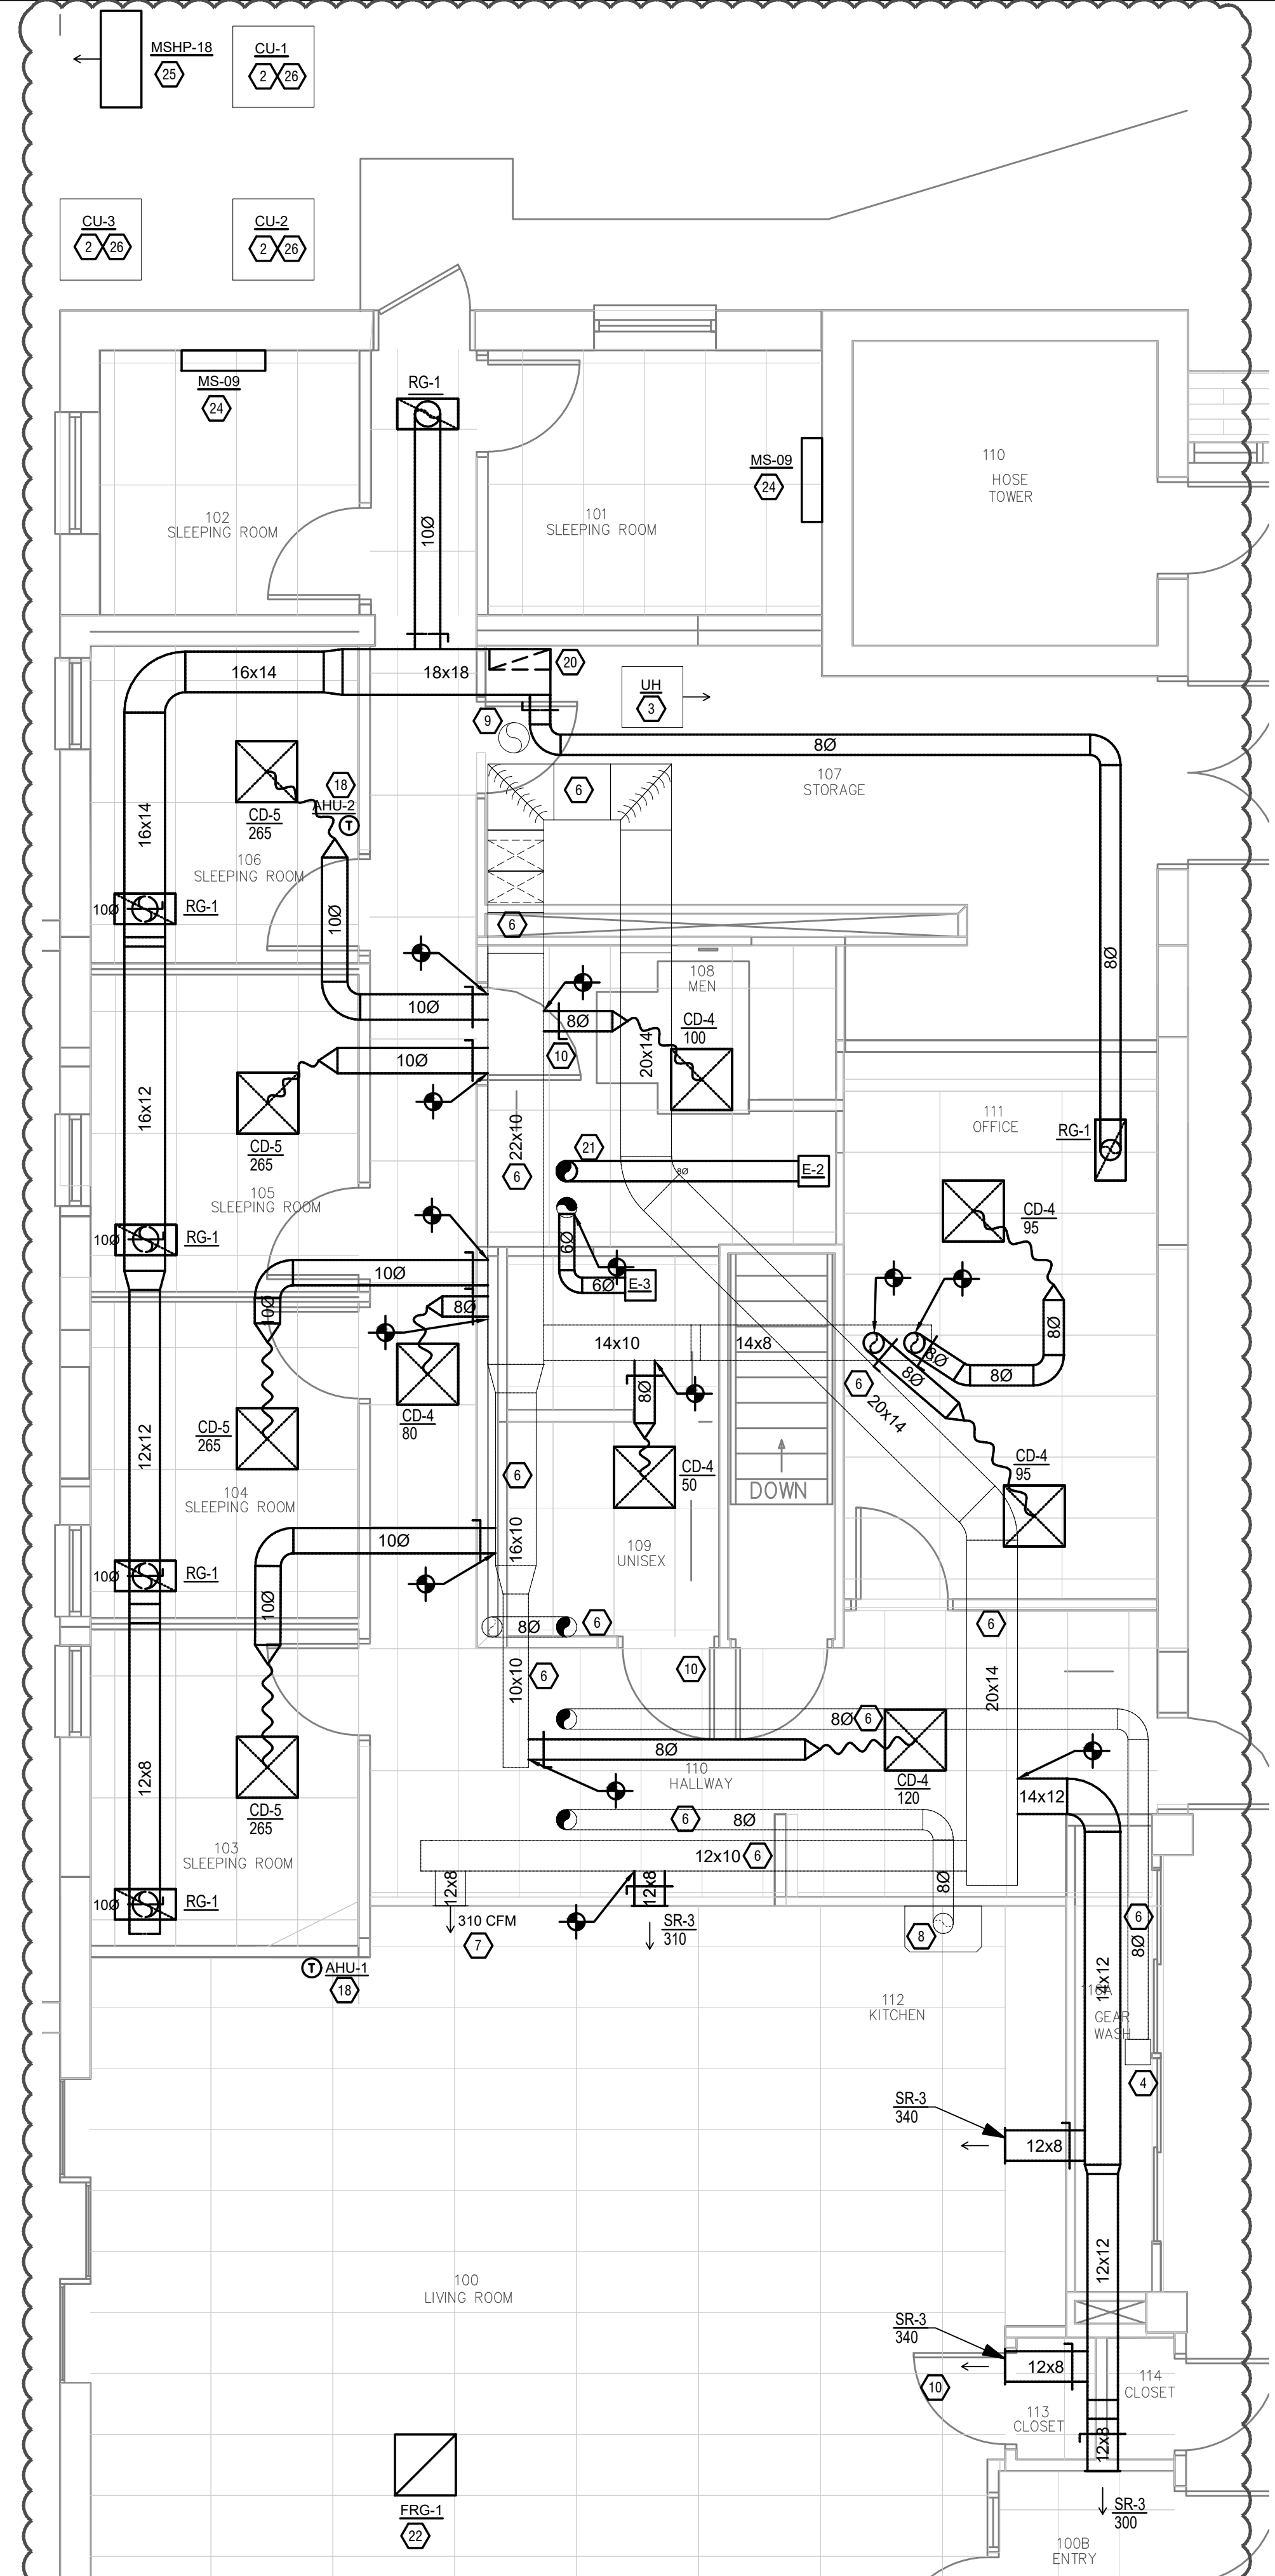 MSHP-18
25
CU-1
2 26
CU-3
2 26
CU-2
2 26
MS-09
24
RG-1
MS-09
24
110
HOSE
TOWER
102
SLEEPING ROOM
101
SLEEPING ROOM
10Ø
16x14
18x18
20
UH
3
9
8Ø
107
STORAGE
6
18
AHU-2
T
CD-5
265
16x14
106
SLEEPING ROOM
10Ø
RG-1
10Ø
6
8Ø
108
MEN
10Ø
8Ø
CD-4
100
10
20x14
10Ø
16x12
CD-5
265
22x10
111
OFFICE
RG-1
21
8Ø
E-2
6
105
SLEEPING ROOM
CD-4
95
10Ø
RG-1
6Ø
6Ø
E-3
10Ø
10Ø
8Ø
8Ø
14x10
14x8
8Ø
8Ø
8Ø
6
20x14
8Ø
CD-4
80
CD-5
265
12x12
CD-4
50
CD-4
95
6
DOWN
104
SLEEPING ROOM
10Ø
16x10
109
UNISEX
10Ø
RG-1
10Ø
8Ø
6
6
10x10
6
10
20x14
8Ø
6
8Ø
110
HALLWAY
CD-4
120
14x12
12x8
CD-5
265
6
8Ø
103
SLEEPING ROOM
12x10
6
12x8
12x8
8Ø
10Ø
RG-1
310 CFM
7
SR-3
310
8
6
8Ø
T
AHU-1
18
112
KITCHEN
14x12
GEAR
WASH
4
SR-3
340
12x8
12x12
100
LIVING ROOM
SR-3
340
12x8
10
114
CLOSET
113
CLOSET
12x8
FRG-1
22
SR-3
300
100B
ENTRY